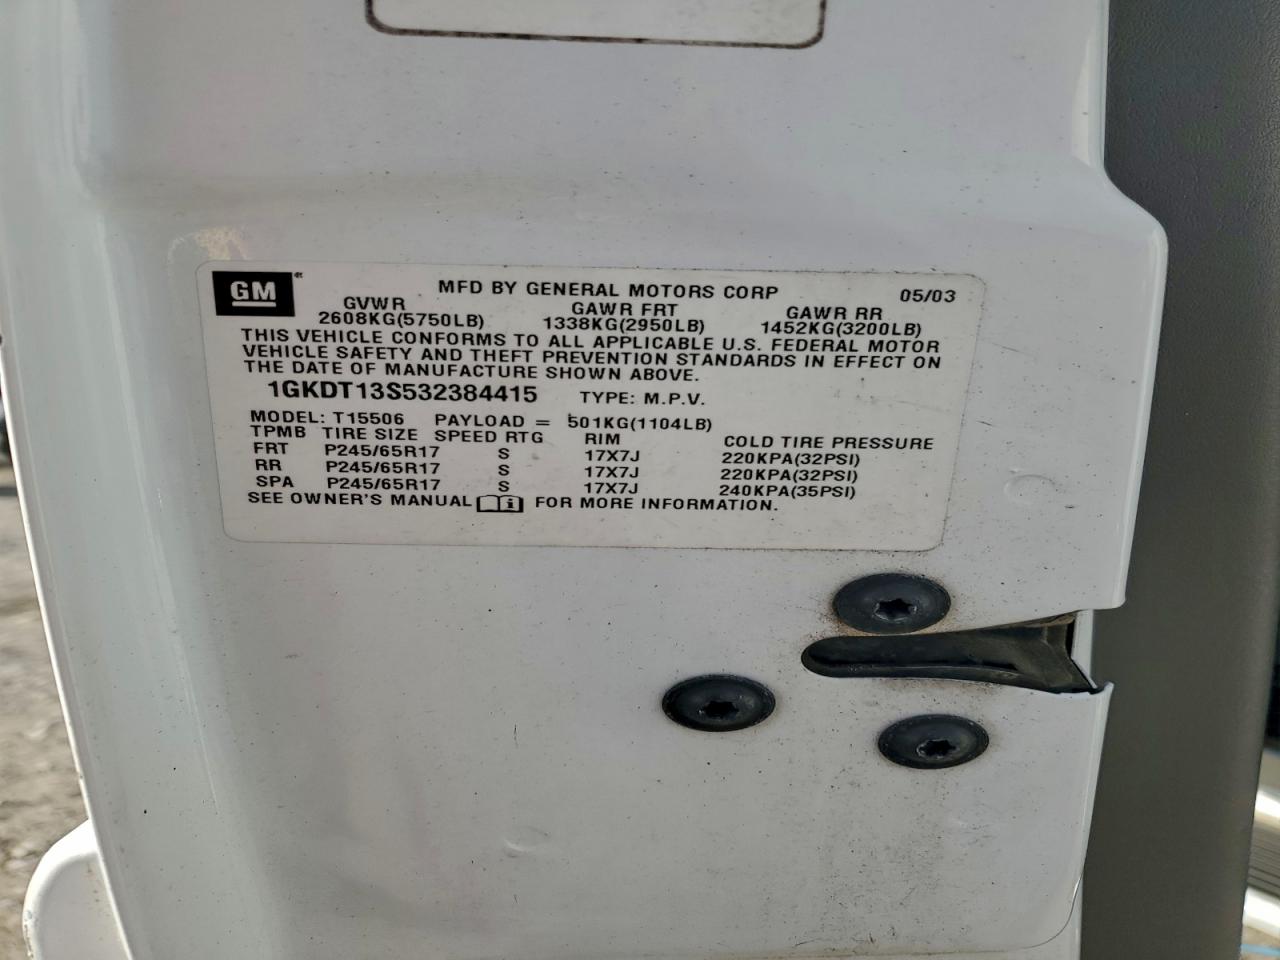 GM
MFD BY GENERAL MOTORS CORP 05/03
GVWR GAWR FRT GAWR RR
2608KG(5750LB) 1338KG(2950LB) 1452KG(3200LB)
THIS VEHICLE CONFORMS TO ALL APPLICABLE U.S. FEDERAL MOTOR
VEHICLE SAFETY AND THEFT PREVENTION STANDARDS IN EFFECT ON
THE DATE OF MANUFACTURE SHOWN ABOVE.
1GKDT13S532384415 TYPE: M.P.V.
MODEL: T15506 PAYLOAD = 501KG(1104LB)
TPMB TIRE SIZE SPEED RTG RIM COLD TIRE PRESSURE
FRT P245/65R17 S 17X7J 220KPA(32PSI)
RR P245/65R17 S 17X7J 220KPA(32PSI)
SPA P245/65R17 S 17X7J 240KPA(35PSI)
SEE OWNER'S MANUAL i FOR MORE INFORMATION.